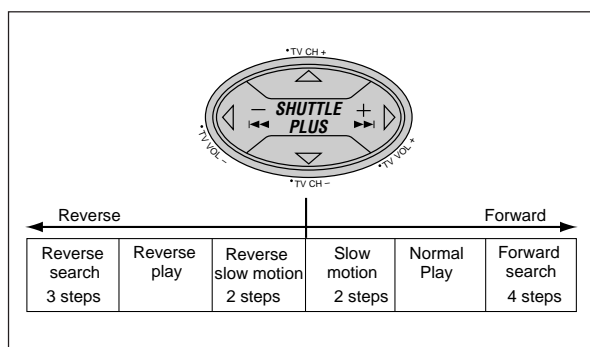 •TV CH +
– SHUTTLE +
PLUS
•TV VOL –
•TV VOL +
•TV CH –
Reverse Forward
Reverse search 3 steps
Reverse play
Reverse slow motion 2 steps
Slow motion 2 steps
Normal Play
Forward search 4 steps